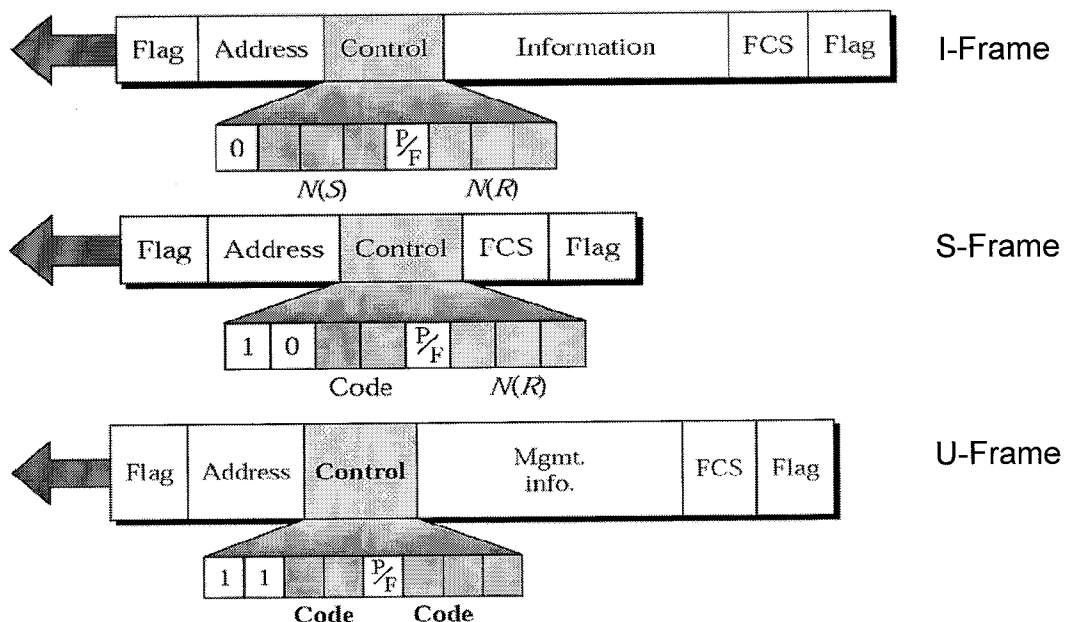 Flag Address Control Information FCS Flag I-Frame
0 P/F
N(S) N(R)
Flag Address Control FCS Flag S-Frame
1 0 P/F
Code N(R)
Flag Address Control Mgmt. info. FCS Flag U-Frame
1 1 P/F
Code Code